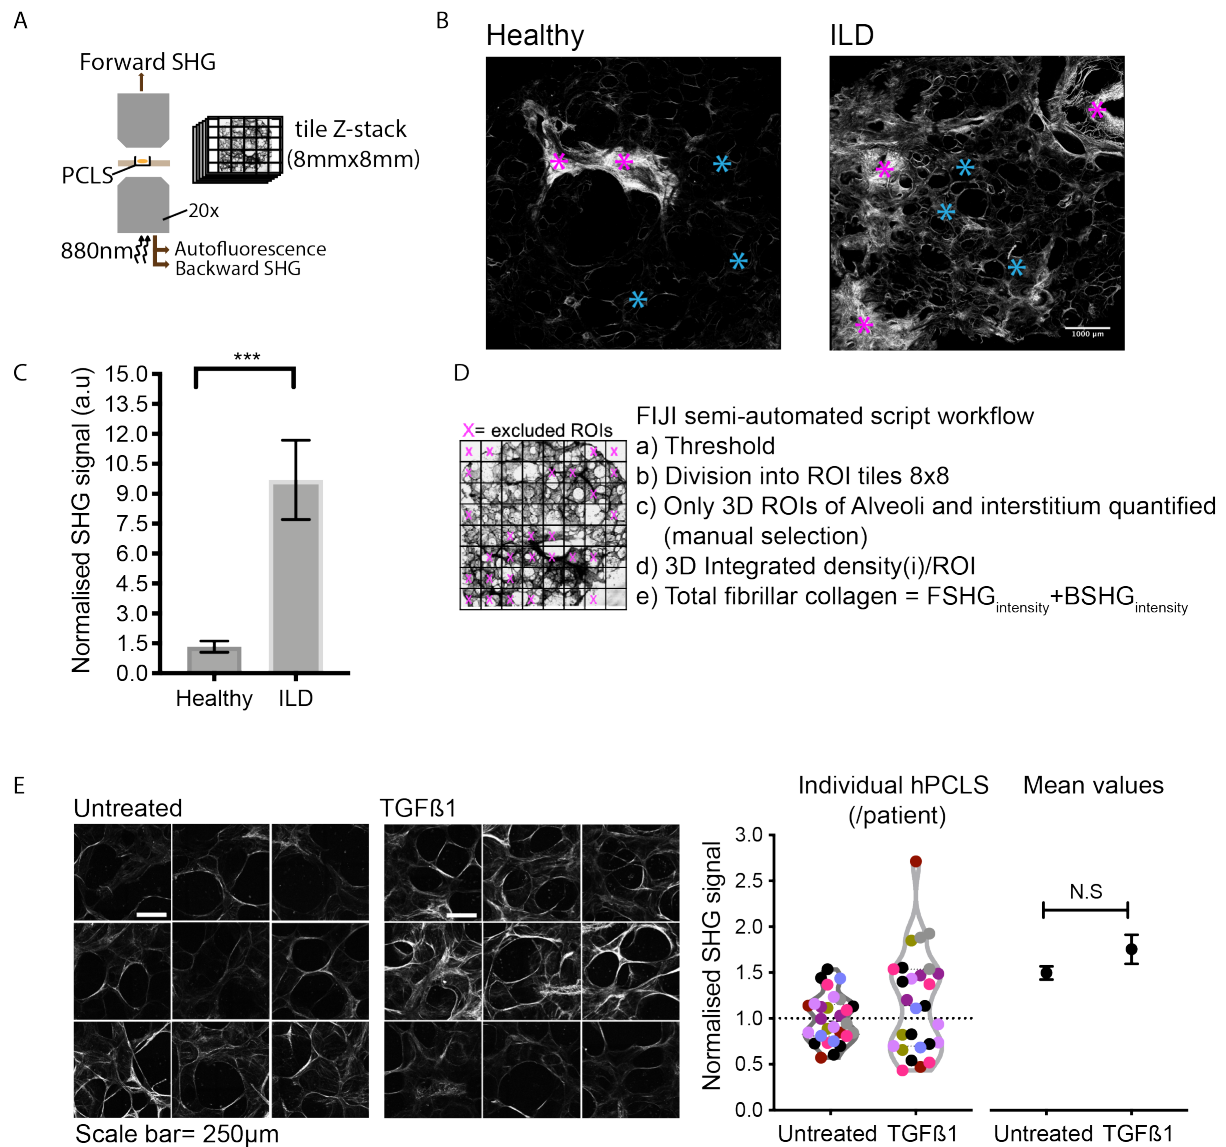 A
Forward SHG
PCLS
20x
880nm
Autofluorescence
Backward SHG
tile Z-stack
(8mmx8mm)
B
Healthy
ILD
1000 µm
C
Normalised SHG signal (a.u)
15.0
13.5
12.0
10.5
9.0
7.5
6.0
4.5
3.0
1.5
0.0
***
Healthy
ILD
D
X= excluded ROIs
FIJI semi-automated script workflow
a) Threshold
b) Division into ROI tiles 8x8
c) Only 3D ROIs of Alveoli and interstitium quantified
(manual selection)
d) 3D Integrated density(i)/ROI
e) Total fibrillar collagen = FSHGintensity+BSHGintensity
E
Untreated
TGFß1
Scale bar= 250µm
Individual hPCLS
(/patient)
Mean values
Normalised SHG signal
3.0
2.5
2.0
1.5
1.0
0.5
0.0
N.S
Untreated
TGFß1
Untreated
TGFß1